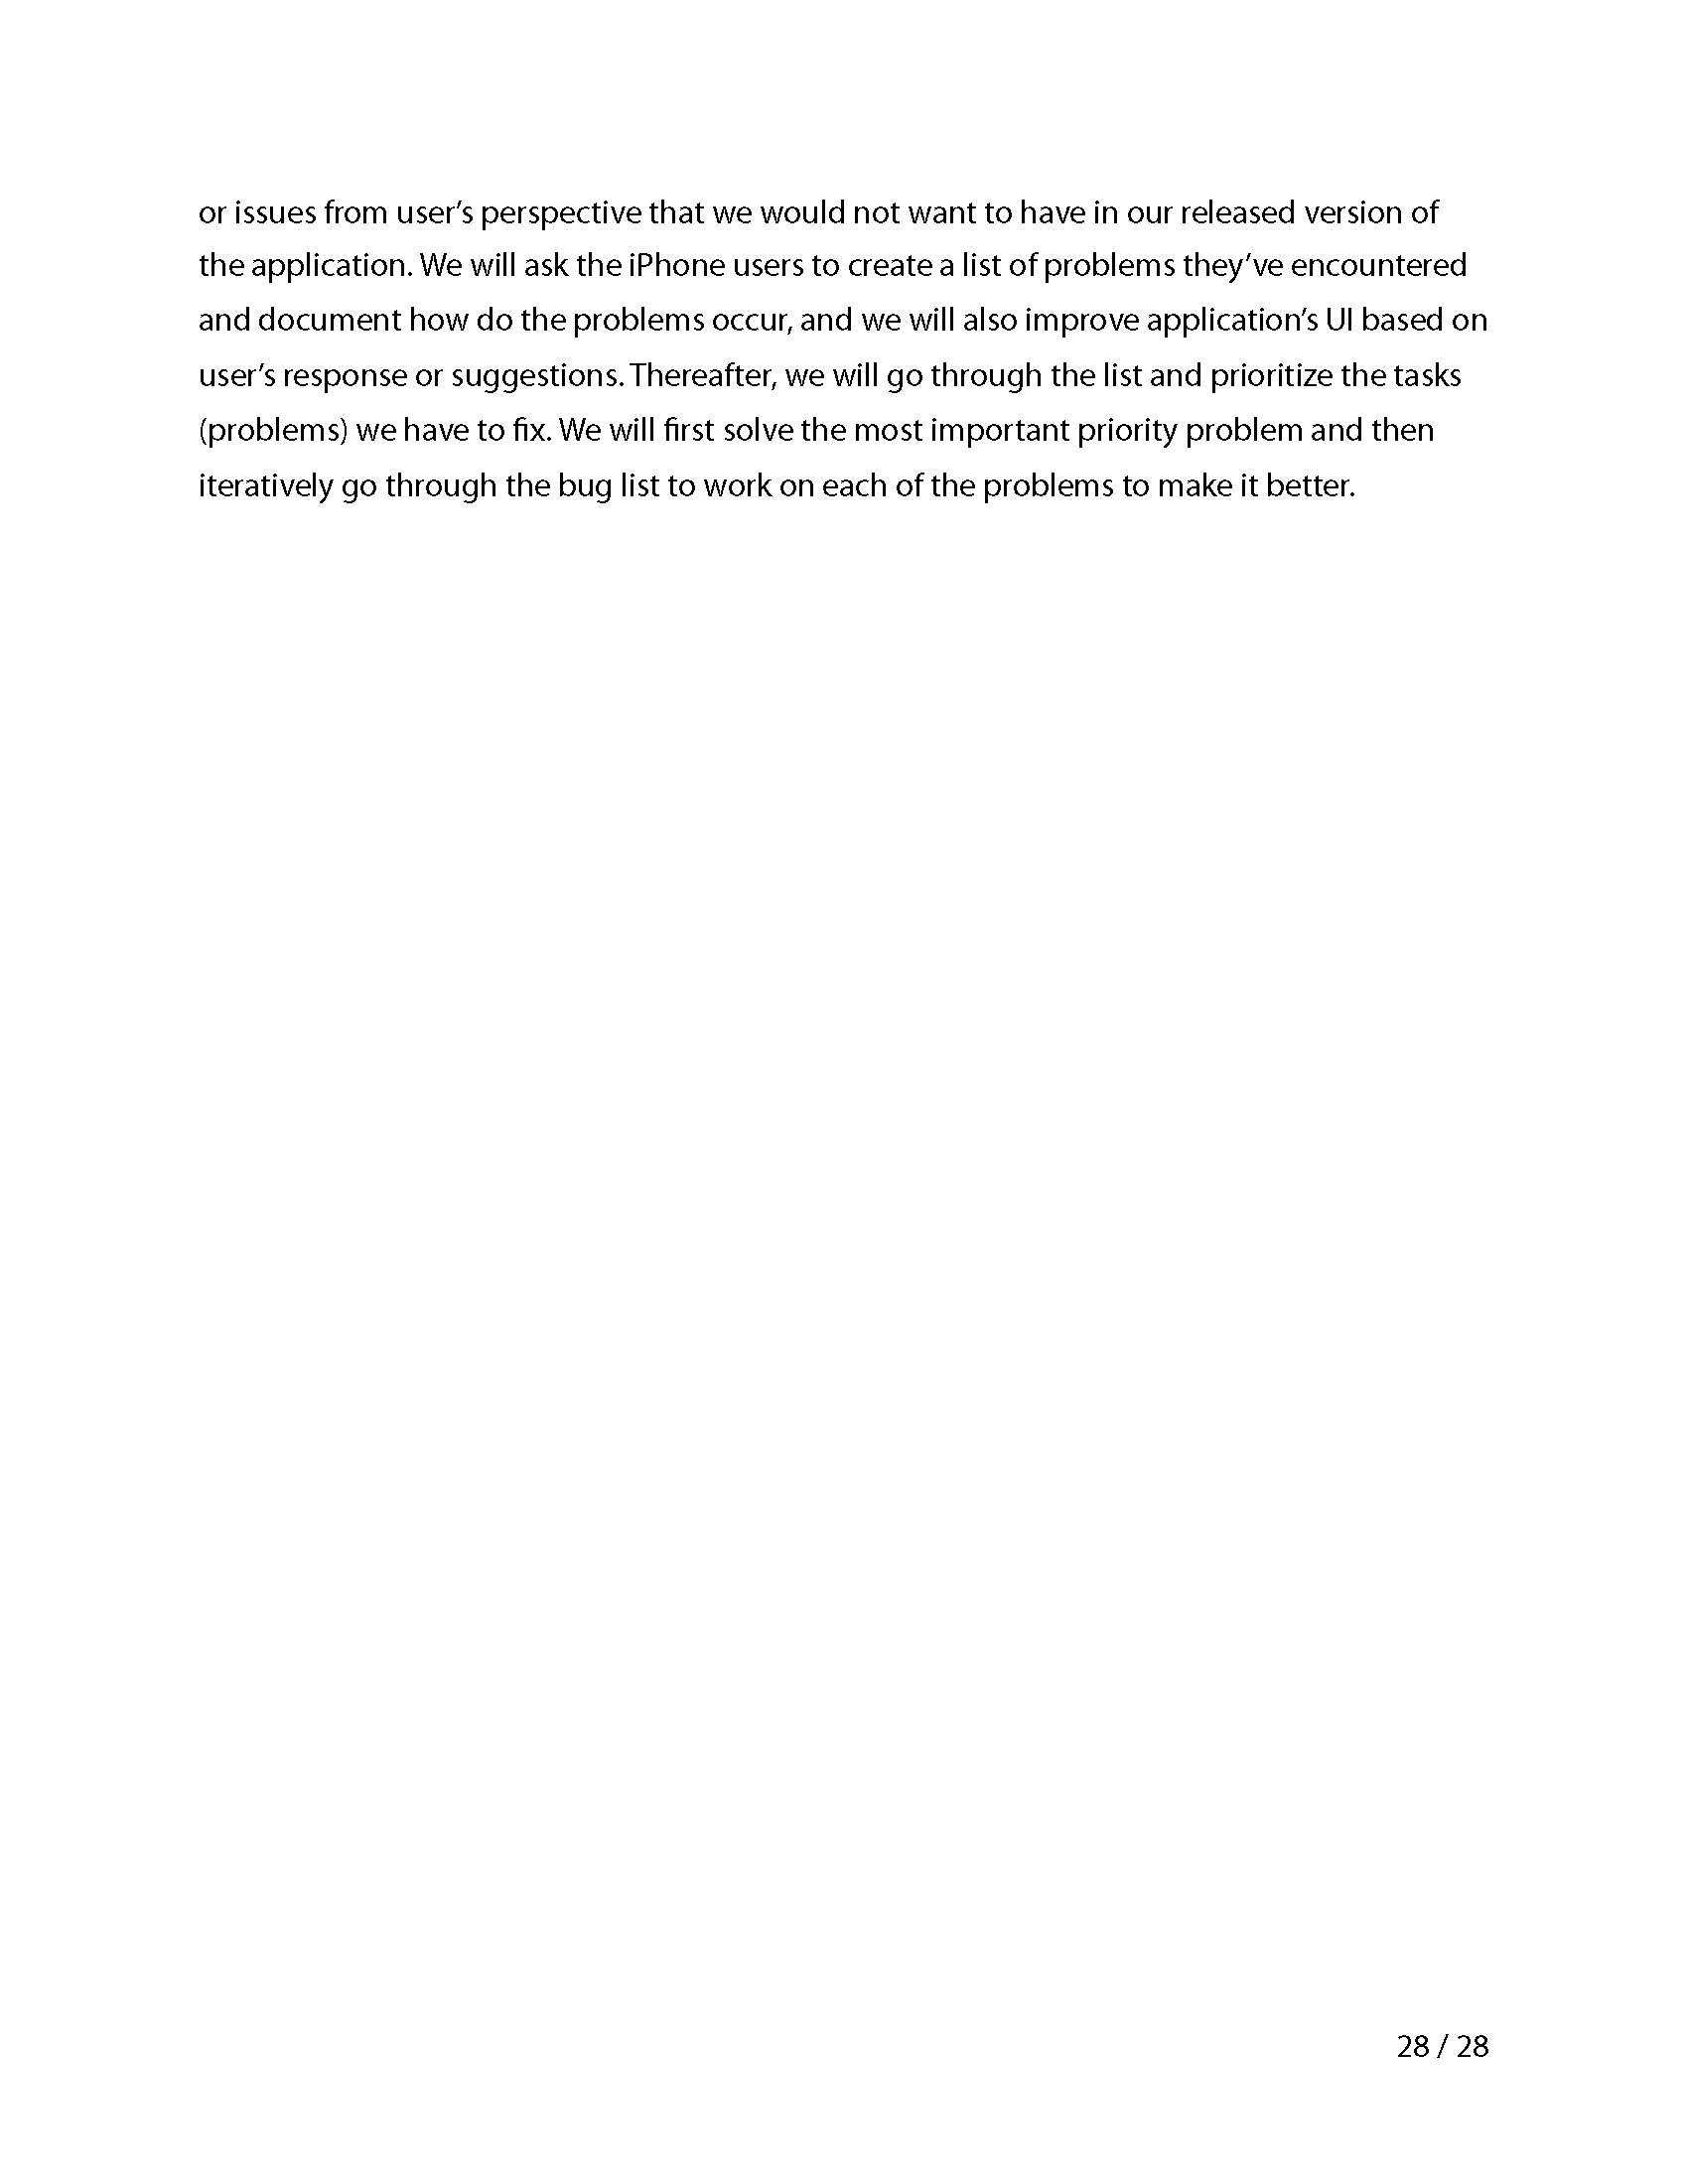 or issues from user’s perspective that we would not want to have in our released version of
the application. We will ask the iPhone users to create a list of problems they’ve encountered
and document how do the problems occur, and we will also improve application’s UI based on
user’s response or suggestions. Thereafter, we will go through the list and prioritize the tasks
(problems) we have to fix. We will first solve the most important priority problem and then
iteratively go through the bug list to work on each of the problems to make it better.
28 / 28